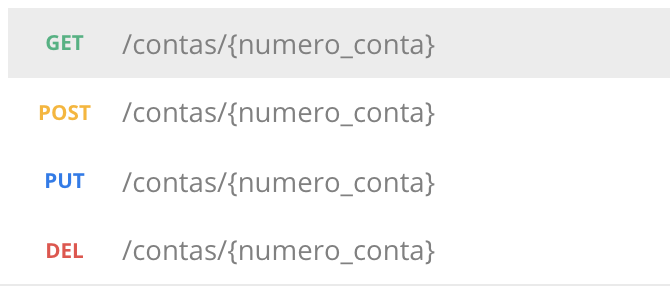 GET /contas/{numero_conta}
POST /contas/{numero_conta}
PUT /contas/{numero_conta}
DEL /contas/{numero_conta}